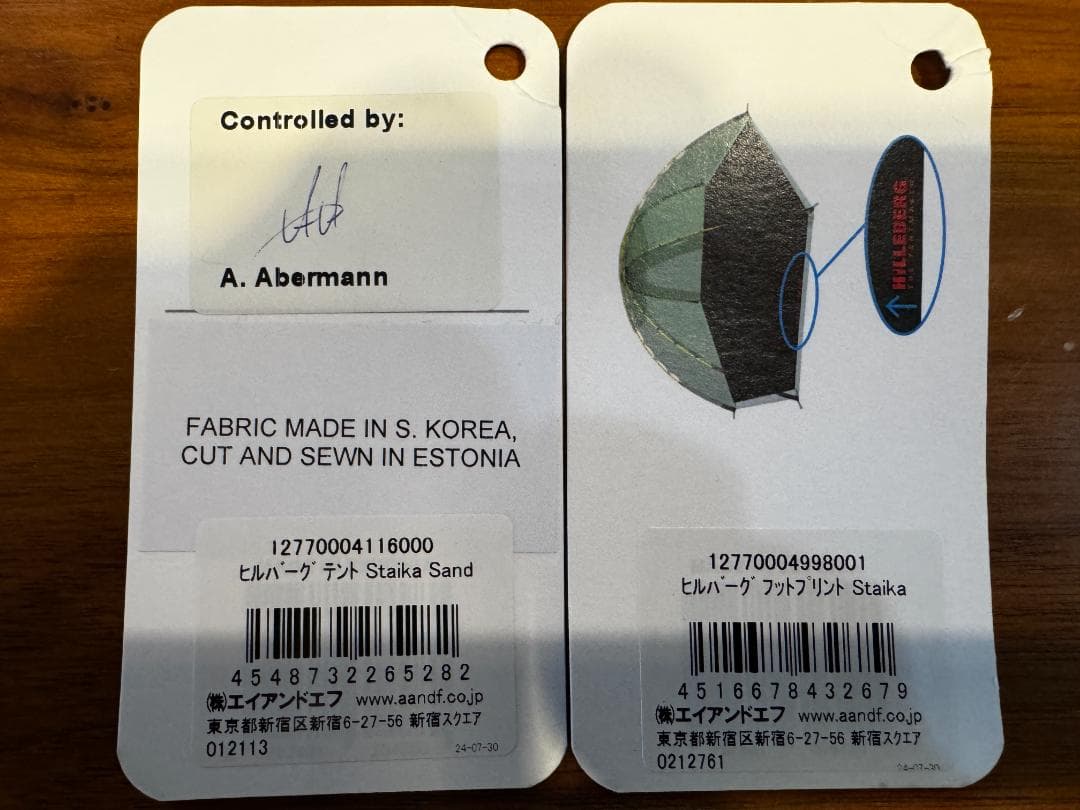 Controlled by:
A. Abermann
FABRIC MADE IN S. KOREA,
CUT AND SEWN IN ESTONIA
12770004116000
ﾋﾙﾊﾞｰｸﾞ ﾃﾝﾄ Staika Sand
4548732265282
㈱エイアンドエフ www.aandf.co.jp
東京都新宿区新宿6-27-56 新宿スクエア
012113
24-07-30
HILLEBERG
THE TENTMAKER
12770004998001
ﾋﾙﾊﾞｰｸﾞ ﾌｯﾄﾌﾟﾘﾝﾄ Staika
4516678432679
㈱エイアンドエフ www.aandf.co.jp
東京都新宿区新宿6-27-56 新宿スクエア
0212761
24-07-30